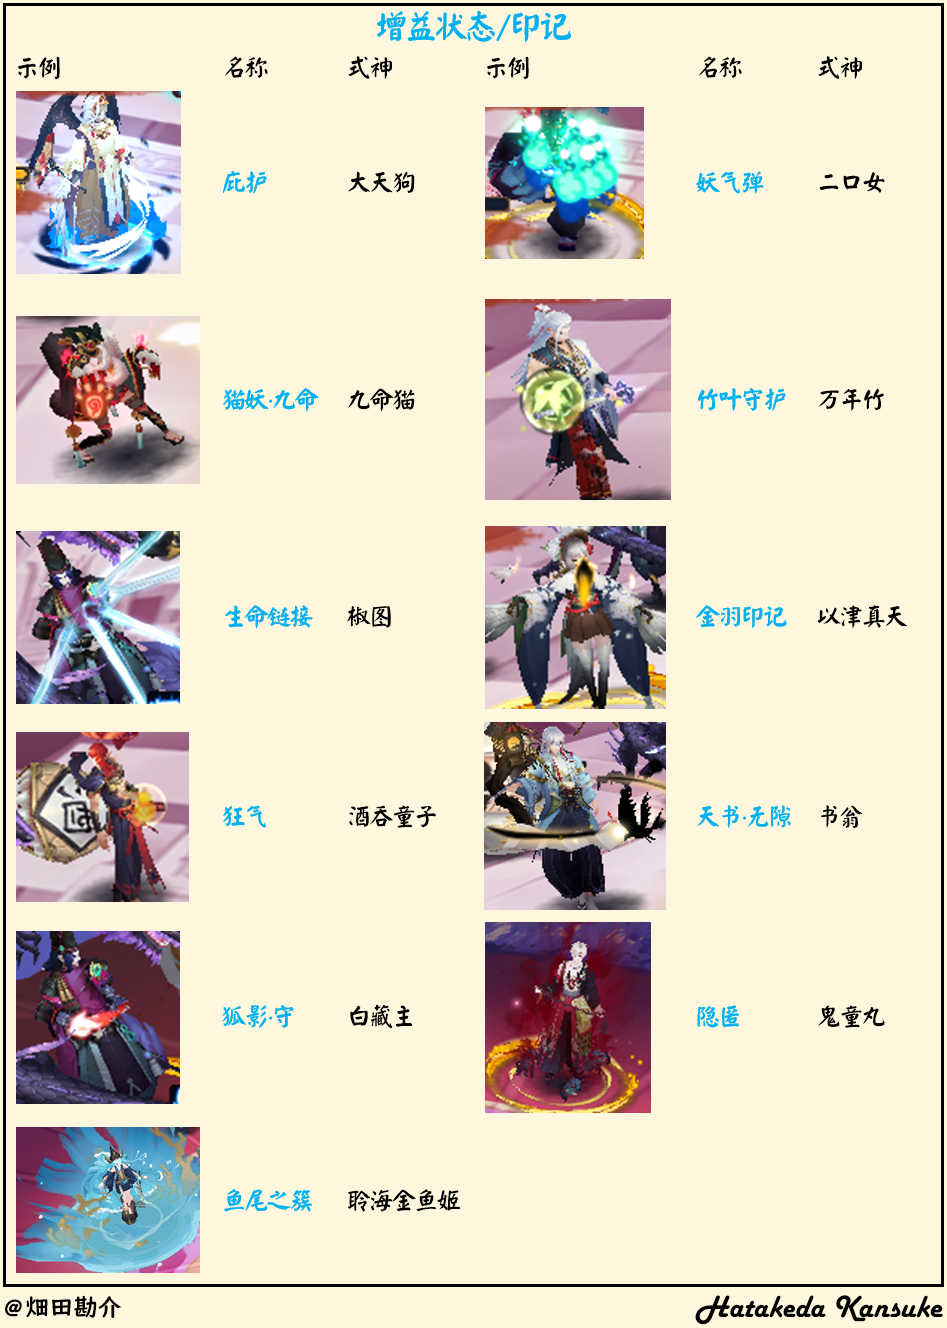 增益状态/印记
示例 名称 式神 示例 名称 式神
庇护 大天狗 妖气弹 二口女
猫妖·九命 九命猫 竹叶守护 万年竹
生命链接 椒图 金羽印记 以津真天
狂气 酒吞童子 天书·无隙 书翁
狐影·守 白藏主 隐匿 鬼童丸
鱼尾之簇 聆海金鱼姬
@畑田勘介 Hatakeda Kansuke